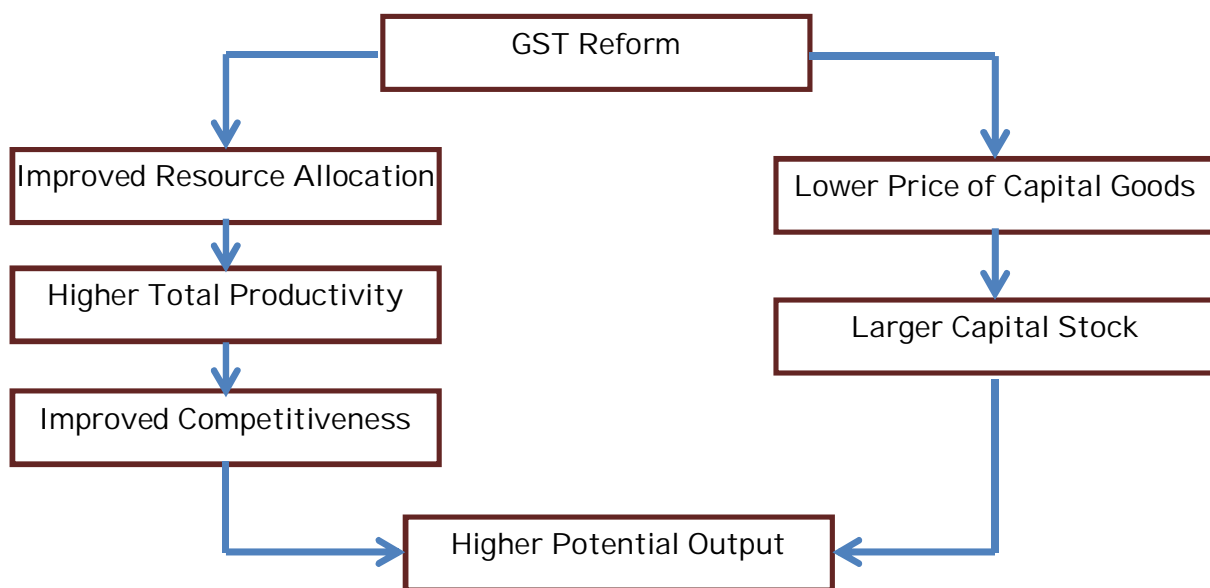 GST Reform
Improved Resource Allocation
Lower Price of Capital Goods
Higher Total Productivity
Larger Capital Stock
Improved Competitiveness
Higher Potential Output